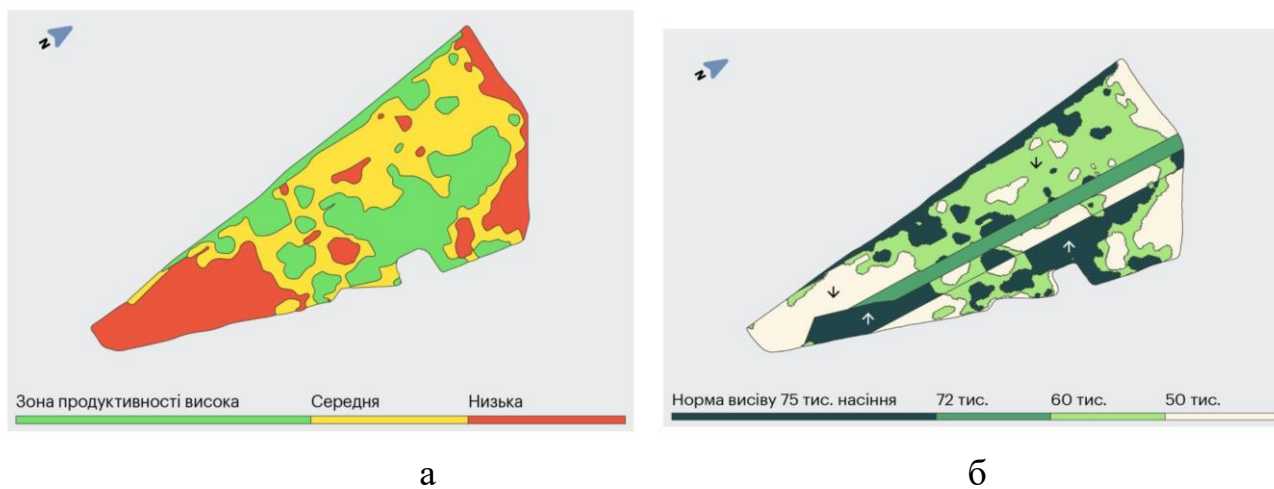 N
N
Зона продуктивності висока Середня Низька
Норма висіву 75 тис. насіння 72 тис. 60 тис. 50 тис.
а б